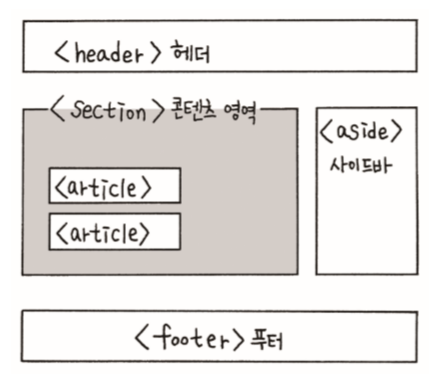 <header> 헤더
<section> 콘텐츠 영역
<article>
<article>
<aside>
사이드바
<footer> 푸터